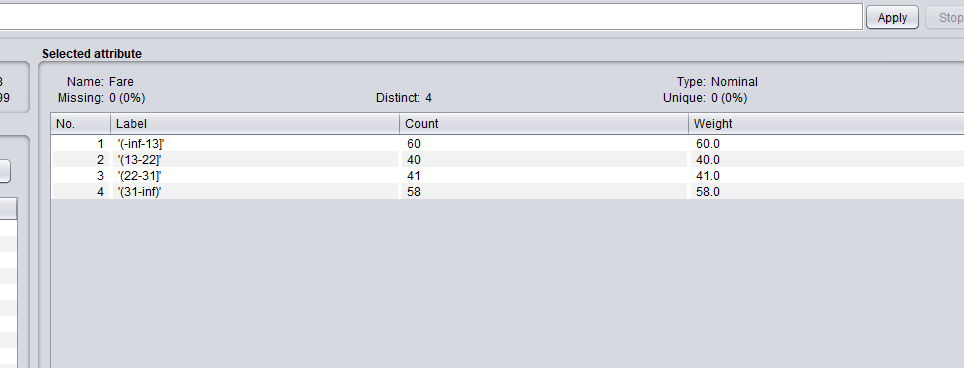 Apply
Stop
Selected attribute
3
Name: Fare
Type: Nominal
99
Missing: 0 (0%)
Distinct: 4
Unique: 0 (0%)
No. Label Count Weight
1 '(-inf-13]' 60 60.0
2 '(13-22]' 40 40.0
3 '(22-31]' 41 41.0
4 '(31-inf)' 58 58.0